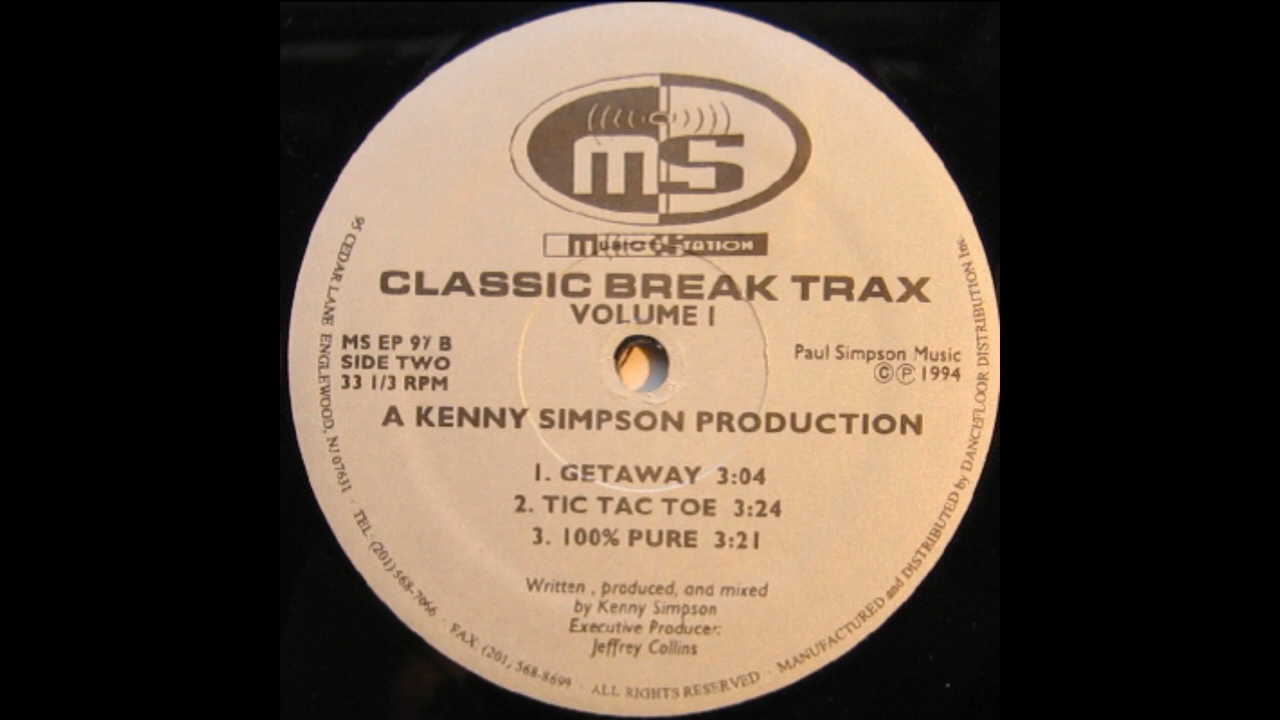 MS
MUSIC STATION
CLASSIC BREAK TRAX
VOLUME I
MS EP 97 B
SIDE TWO
33 1/3 RPM
Paul Simpson Music
©℗ 1994
A KENNY SIMPSON PRODUCTION
1. GETAWAY 3:04
2. TIC TAC TOE 3:24
3. 100% PURE 3:21
Written , produced, and mixed
by Kenny Simpson
Executive Producer:
Jeffrey Collins
95 CEDAR LANE ENGLEWOOD, NJ 07631 · TEL: (201) 568-7066 · FAX: (201, 568-8699 · ALL RIGHTS RESERVED · MANUFACTURED and DISTRIBUTED by DANCEFLOOR DISTRIBUTION Inc.